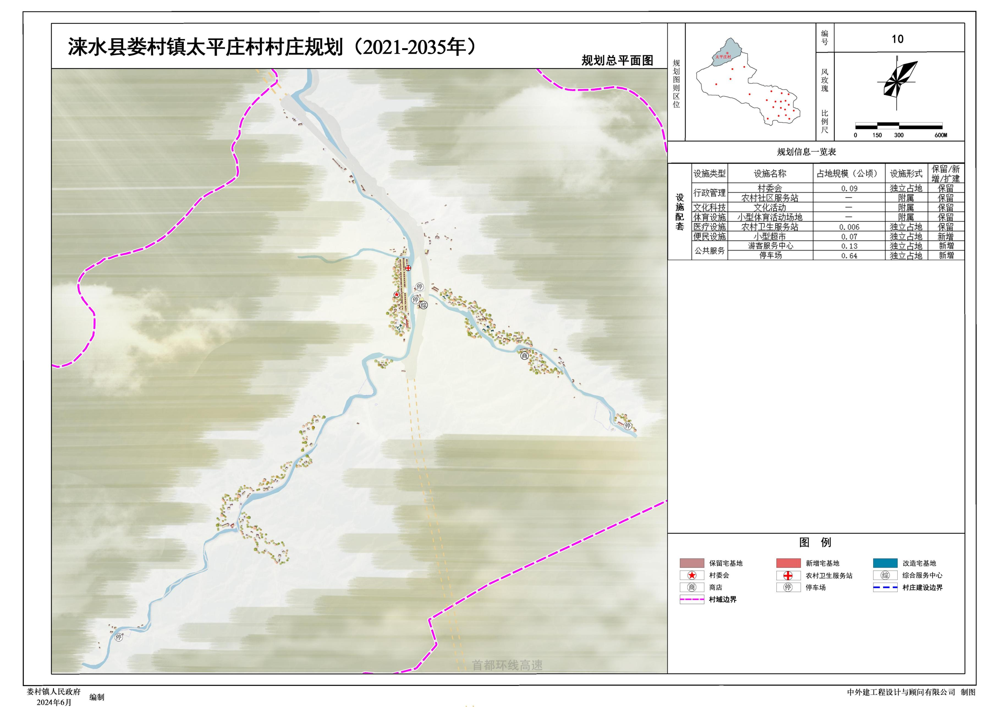 涞水县娄村镇太平庄村村庄规划（2021-2035年）
规划总平面图
规划图则区位
太平庄村
编号
10
风玫瑰
比例尺
0 150 300 600M
规划信息一览表
设施配套
设施类型 设施名称 占地规模（公顷） 设施形式 保留/新增/扩建
行政管理 村委会 0.09 独立占地 保留
农村社区服务站 — 附属 保留
文化科技 文化活动 — 附属 保留
体育设施 小型体育活动场地 — 附属 保留
医疗设施 农村卫生服务站 0.006 独立占地 保留
便民设施 小型超市 0.07 独立占地 新增
公共服务 游客服务中心 0.13 独立占地 新增
停车场 0.64 独立占地 新增
停
停
综
商
停
停
首都环线高速
图 例
保留宅基地 新增宅基地 改造宅基地
村委会 农村卫生服务站 综 综合服务中心
商 商店 停 停车场 村庄建设边界
村域边界
娄村镇人民政府 编制
2024年6月
中外建工程设计与顾问有限公司 制图